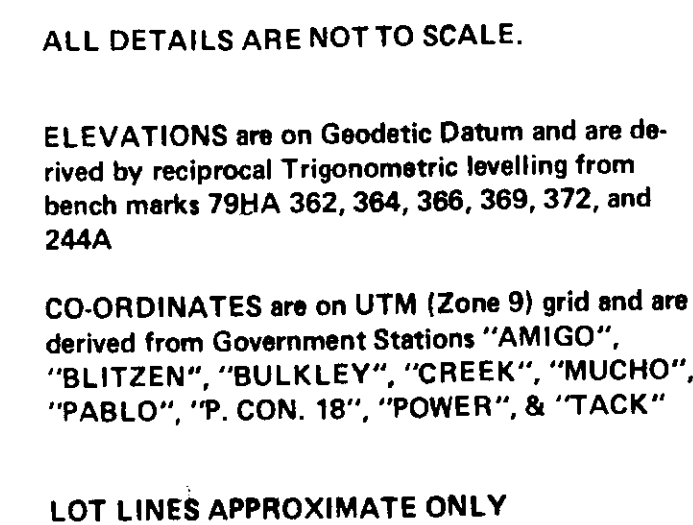 ALL DETAILS ARE NOT TO SCALE.
ELEVATIONS are on Geodetic Datum and are de-
rived by reciprocal Trigonometric levelling from
bench marks 79HA 362, 364, 366, 369, 372, and
244A
CO-ORDINATES are on UTM (Zone 9) grid and are
derived from Government Stations "AMIGO",
"BLITZEN", "BULKLEY", "CREEK", "MUCHO",
"PABLO", "P. CON. 18", "POWER", & "TACK"
LOT LINES APPROXIMATE ONLY